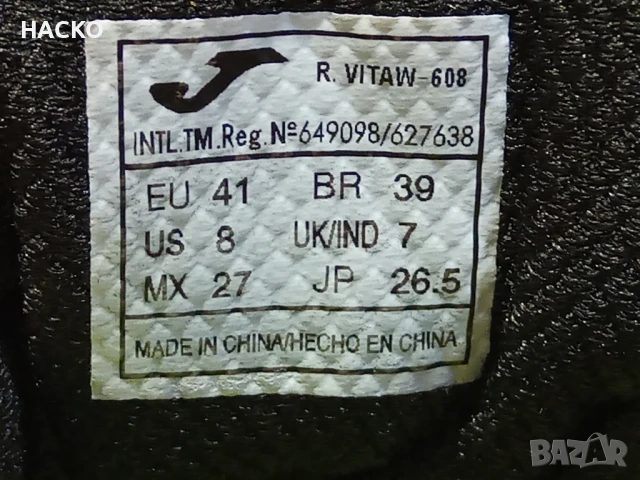 HACKO
R. VITAW-608
INTL.TM.Reg.Nº649098/627638
EU 41 BR 39
US 8 UK/IND 7
MX 27 JP 26.5
MADE IN CHINA/HECHO EN CHINA
BAZAR